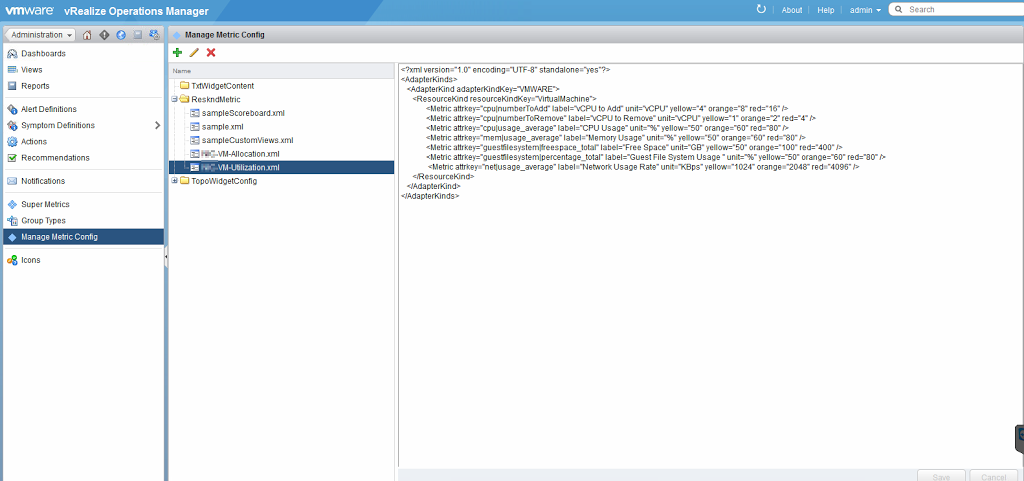 vmware vRealize Operations Manager
About Help admin Search
Administration
Manage Metric Config
Dashboards
Views
Reports
Alert Definitions
Symptom Definitions
Actions
Recommendations
Notifications
Super Metrics
Group Types
Manage Metric Config
Icons
Name
TxtWidgetContent
ReskndMetric
sampleScoreboard.xml
sample.xml
sampleCustomViews.xml
-VM-Allocation.xml
-VM-Utilization.xml
TopoWidgetConfig
<?xml version="1.0" encoding="UTF-8" standalone="yes"?>
<AdapterKinds>
<AdapterKind adapterKindKey="VMWARE">
<ResourceKind resourceKindKey="VirtualMachine">
<Metric attrkey="cpu|numberToAdd" label="vCPU to Add" unit="vCPU" yellow="4" orange="8" red="16" />
<Metric attrkey="cpu|numberToRemove" label="vCPU to Remove" unit="vCPU" yellow="1" orange="2" red="4" />
<Metric attrkey="cpu|usage_average" label="CPU Usage" unit="%" yellow="50" orange="60" red="80" />
<Metric attrkey="mem|usage_average" label="Memory Usage" unit="%" yellow="50" orange="60" red="80" />
<Metric attrkey="guestfilesystem|freespace_total" label="Free Space" unit="GB" yellow="50" orange="100" red="400" />
<Metric attrkey="guestfilesystem|percentage_total" label="Guest File System Usage " unit="%" yellow="50" orange="60" red="80" />
<Metric attrkey="net|usage_average" label="Network Usage Rate" unit="KBps" yellow="1024" orange="2048" red="4096" />
</ResourceKind>
</AdapterKind>
</AdapterKinds>
Save Cancel